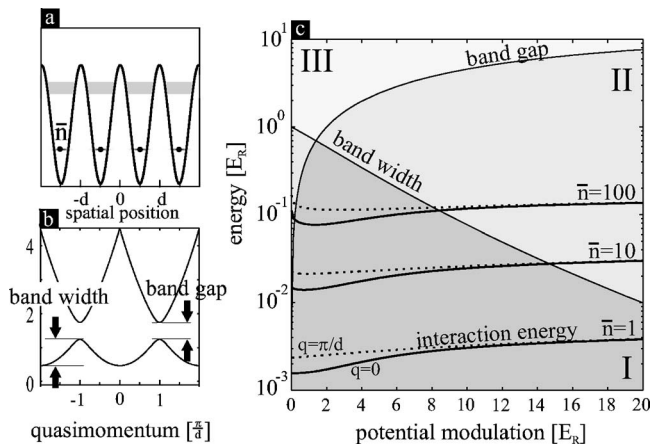 a
n̄
-d 0 d
spatial position
b
4
band width
band gap
2
0
-1 0 1
quasimomentum [π/d]
c
III
band gap
II
band width
n̄=100
n̄=10
q=π/d
interaction energy
n̄=1
q=0
I
10¹
10⁰
10⁻¹
10⁻²
10⁻³
energy [E_R]
0 2 4 6 8 10 12 14 16 18 20
potential modulation [E_R]